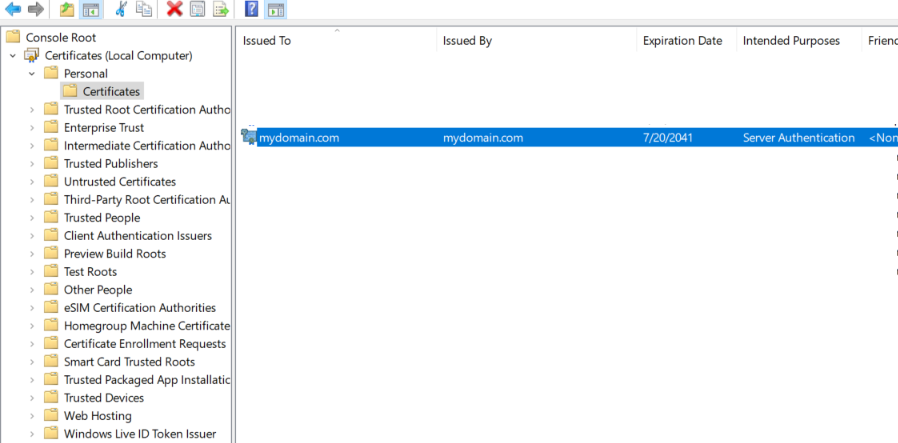 Console Root
Certificates (Local Computer)
Personal
Certificates
Trusted Root Certification Autho
Enterprise Trust
Intermediate Certification Autho
Trusted Publishers
Untrusted Certificates
Third-Party Root Certification Au
Trusted People
Client Authentication Issuers
Preview Build Roots
Test Roots
Other People
eSIM Certification Authorities
Homegroup Machine Certificate
Certificate Enrollment Requests
Smart Card Trusted Roots
Trusted Packaged App Installatic
Trusted Devices
Web Hosting
Windows Live ID Token Issuer
Issued To Issued By Expiration Date Intended Purposes Frien
mydomain.com mydomain.com 7/20/2041 Server Authentication <Non